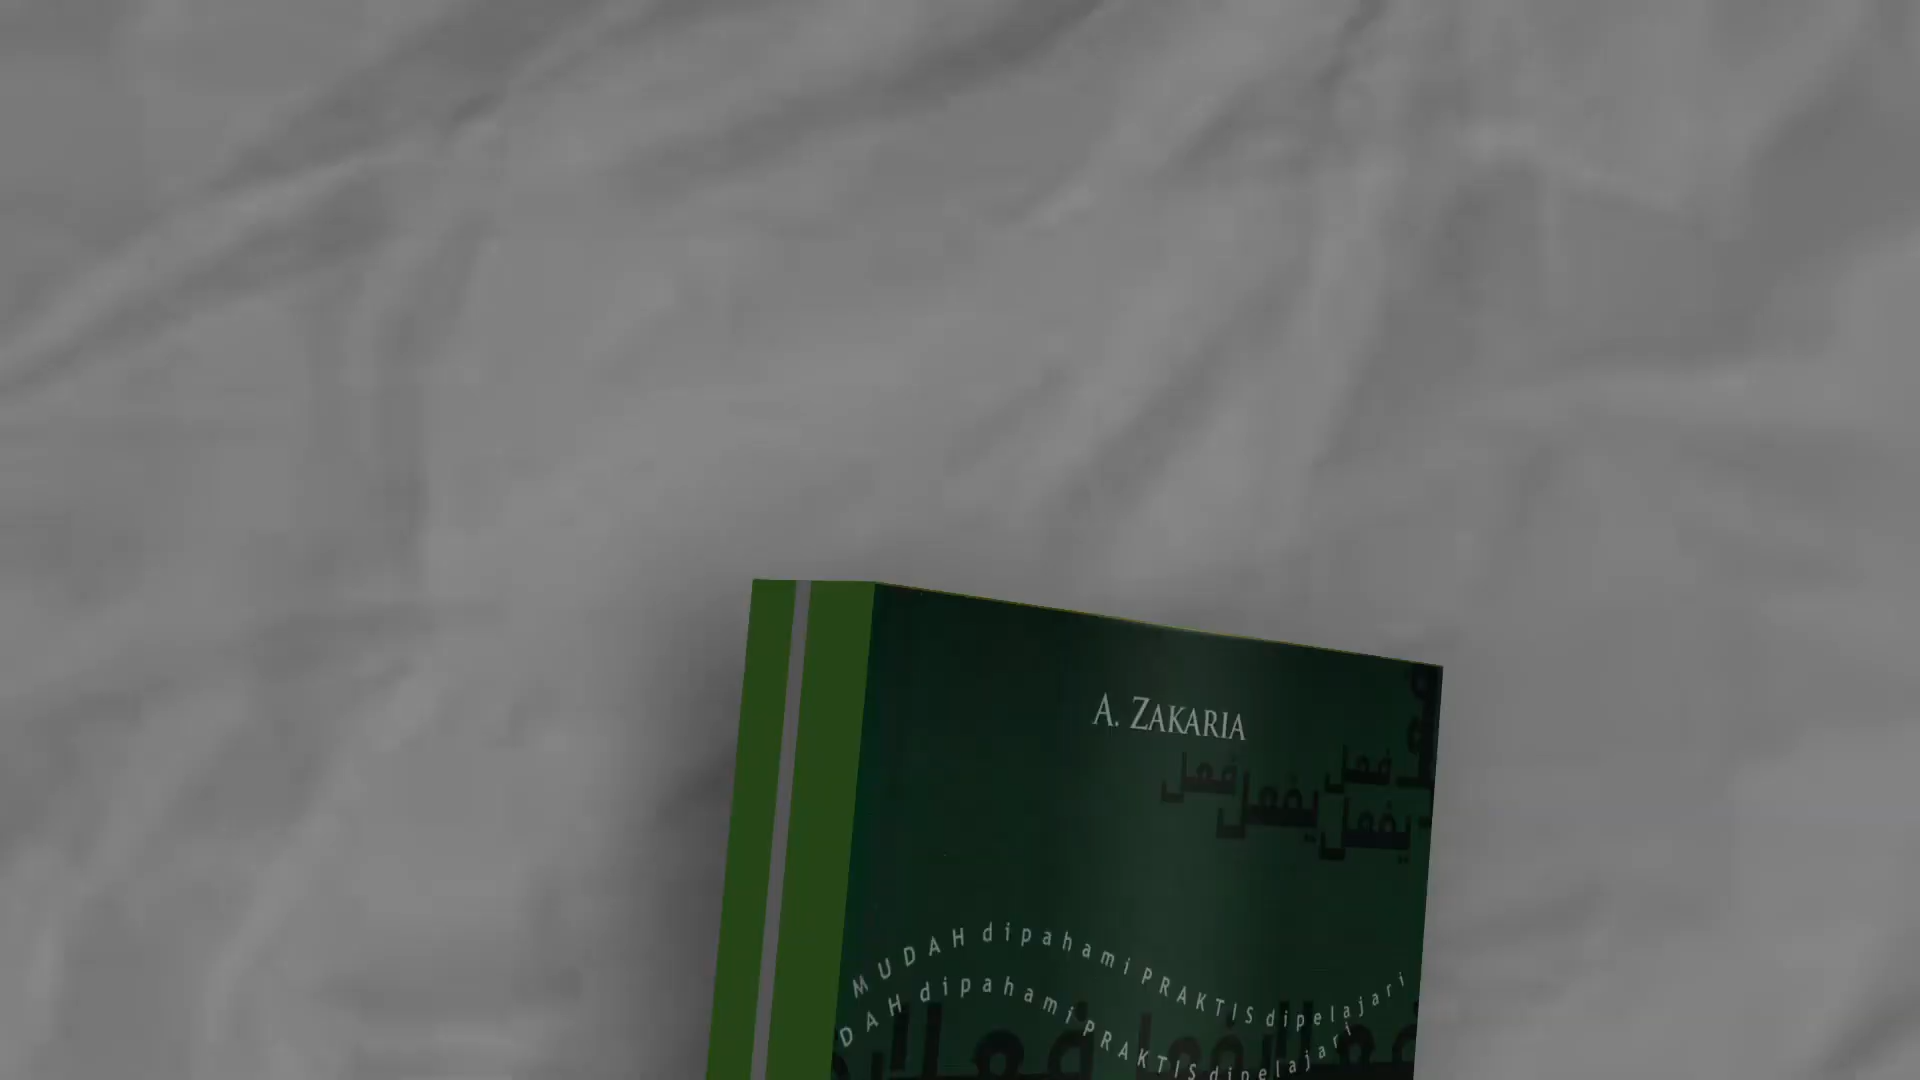 A. ZAKARIA
فعل
فعل
يفعل
يفعل
MUDAH dipahami PRAKTIS dipelajari
DAH dipahami PRAKTIS dipelajari